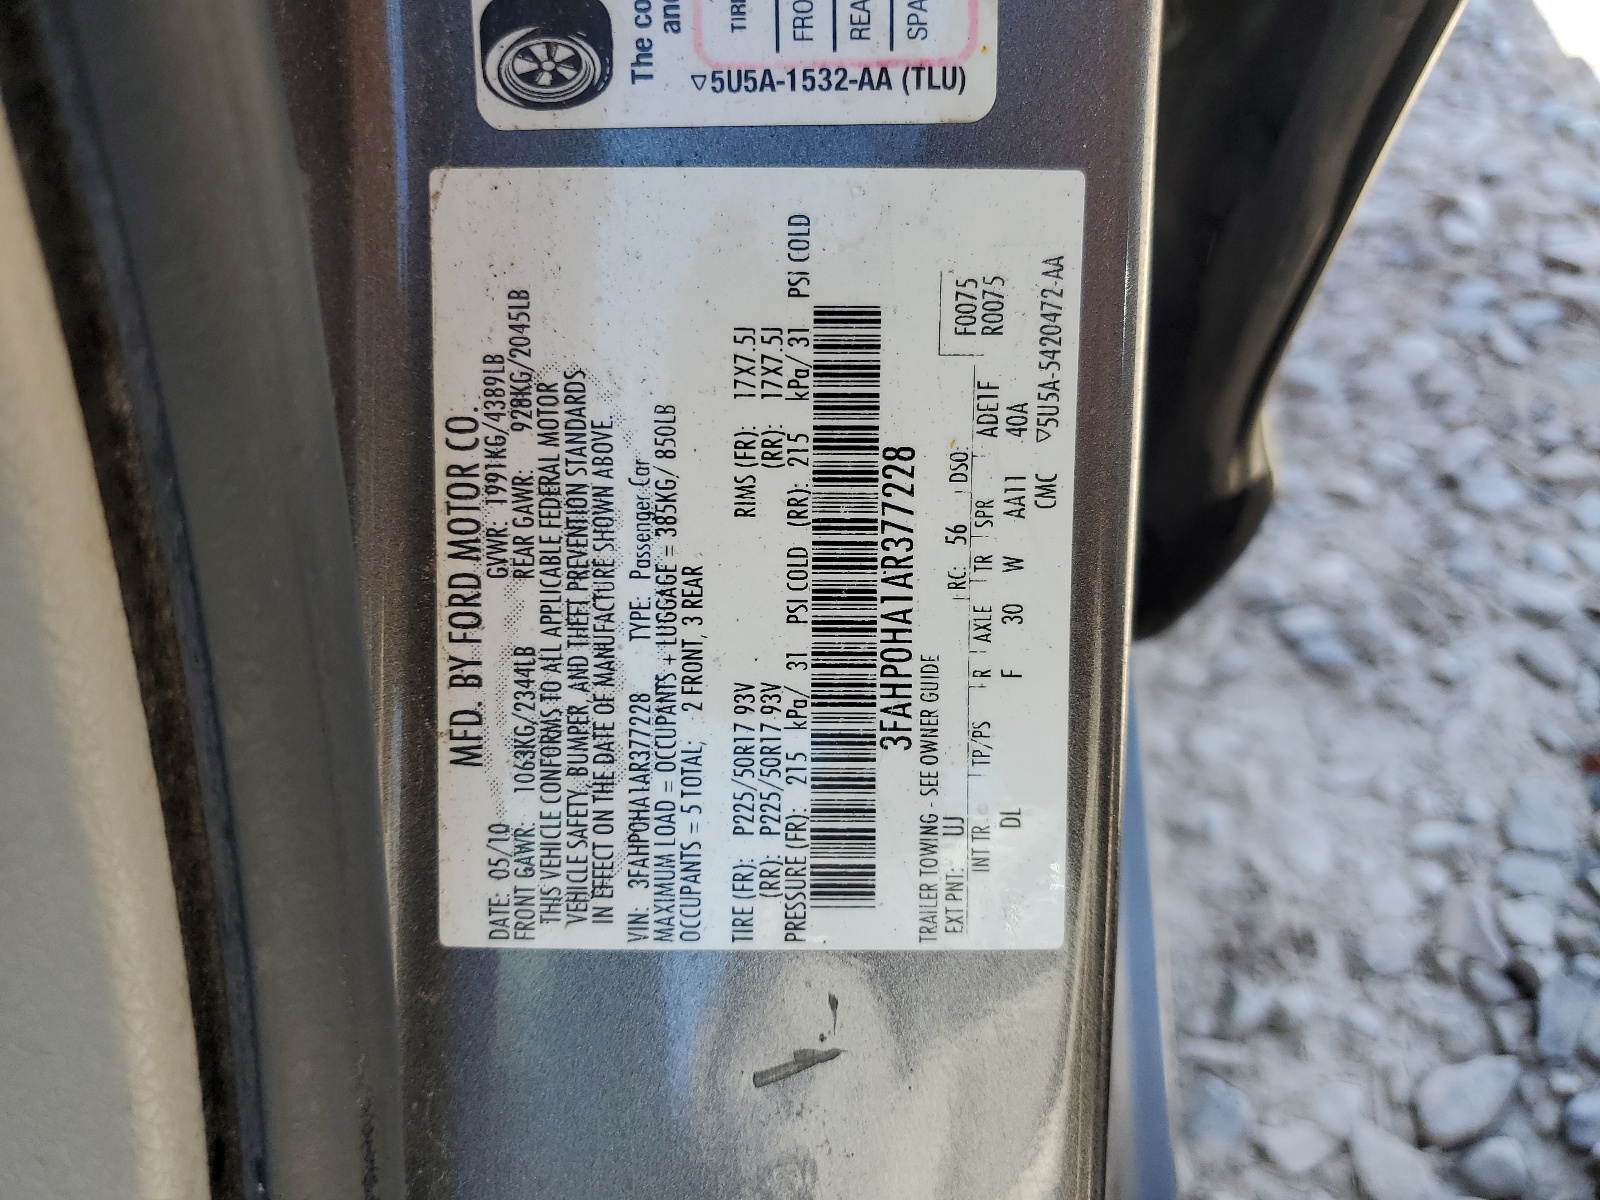 The co
and
TIRE
FRO
REA
SPA
5U5A-1532-AA (TLU)
MFD. BY FORD MOTOR CO.
DATE: 05/10 GVWR: 1991KG/4389LB
FRONT GAWR: 1063KG/2344LB REAR GAWR: 928KG/2045LB
THIS VEHICLE CONFORMS TO ALL APPLICABLE FEDERAL MOTOR
VEHICLE SAFETY, BUMPER, AND THEFT PREVENTION STANDARDS
IN EFFECT ON THE DATE OF MANUFACTURE SHOWN ABOVE.
VIN: 3FAHP0HA1AR377228 TYPE: Passenger Car
MAXIMUM LOAD = OCCUPANTS + LUGGAGE = 385KG/ 850LB
OCCUPANTS = 5 TOTAL, 2 FRONT, 3 REAR
TIRE (FR): P225/50R17 93V RIMS (FR): 17X7.5J
(RR): P225/50R17 93V (RR): 17X7.5J
PRESSURE (FR): 215 kPa/ 31 PSI COLD (RR): 215 kPa/ 31 PSI COLD
3FAHP0HA1AR377228
TRAILER TOWING - SEE OWNER GUIDE
EXT PNT: UJ RC: 56 DSO: F0075
INT TR TP/PS R AXLE TR SPR ADE1F R0075
DL F 30 W AA11 40A
CMC 5U5A-5420472-AA